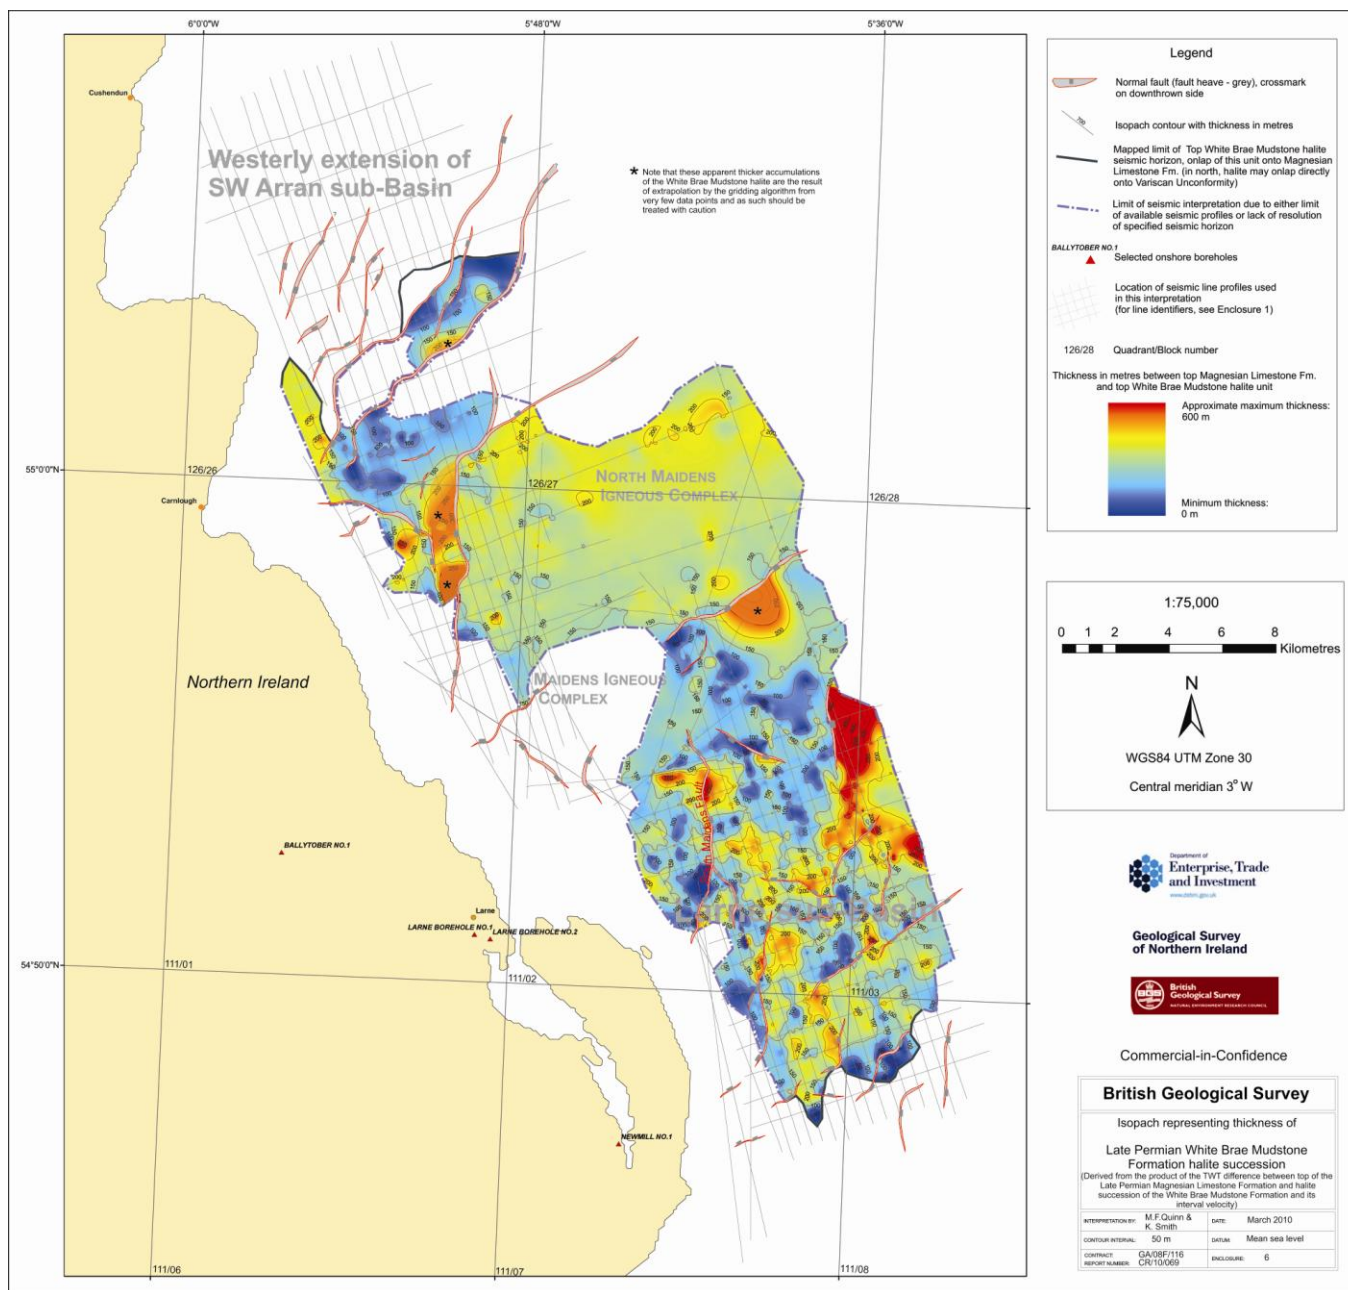 6°0'0"W
5°48'0"W
5°36'0"W
Cushendun
Westerly extension of
SW Arran sub-Basin
* Note that these apparent thicker accumulations
of the White Brae Mudstone halite are the result
of extrapolation by the gridding algorithm from
very few data points and as such should be
treated with caution
55°0'0"N
126/26
126/27
126/28
Carnlough
NORTH MAIDENS
IGNEOUS COMPLEX
MAIDENS IGNEOUS
COMPLEX
Northern Ireland
BALLYTOBER NO.1
Larne
LARNE BOREHOLE NO.1
LARNE BOREHOLE NO.2
Maidens Fault
Larne sub-Basin
54°50'0"N
111/01
111/02
111/03
NEWMILL NO.1
111/06
111/07
111/08
Legend
Normal fault (fault heave - grey), crossmark
on downthrown side
700
Isopach contour with thickness in metres
Mapped limit of Top White Brae Mudstone halite
seismic horizon, onlap of this unit onto Magnesian
Limestone Fm. (in north, halite may onlap directly
onto Variscan Unconformity)
Limit of seismic interpretation due to either limit
of available seismic profiles or lack of resolution
of specified seismic horizon
BALLYTOBER NO.1
Selected onshore boreholes
Location of seismic line profiles used
in this interpretation
(for line identifiers, see Enclosure 1)
126/28 Quadrant/Block number
Thickness in metres between top Magnesian Limestone Fm.
and top White Brae Mudstone halite unit
Approximate maximum thickness:
600 m
Minimum thickness:
0 m
1:75,000
0 1 2 4 6 8
Kilometres
N
WGS84 UTM Zone 30
Central meridian 3° W
Department of
Enterprise, Trade
and Investment
www.detini.gov.uk
Geological Survey
of Northern Ireland
BGS
British
Geological Survey
NATURAL ENVIRONMENT RESEARCH COUNCIL
Commercial-in-Confidence
British Geological Survey
Isopach representing thickness of
Late Permian White Brae Mudstone
Formation halite succession
(Derived from the product of the TWT difference between top of the
Late Permian Magnesian Limestone Formation and halite
succession of the White Brae Mudstone Formation and its
interval velocity)
INTERPRETATION BY: M.F.Quinn &
K. Smith
DATE: March 2010
CONTOUR INTERVAL: 50 m
DATUM: Mean sea level
CONTRACT: GA/08F/116
REPORT NUMBER: CR/10/069
ENCLOSURE: 6